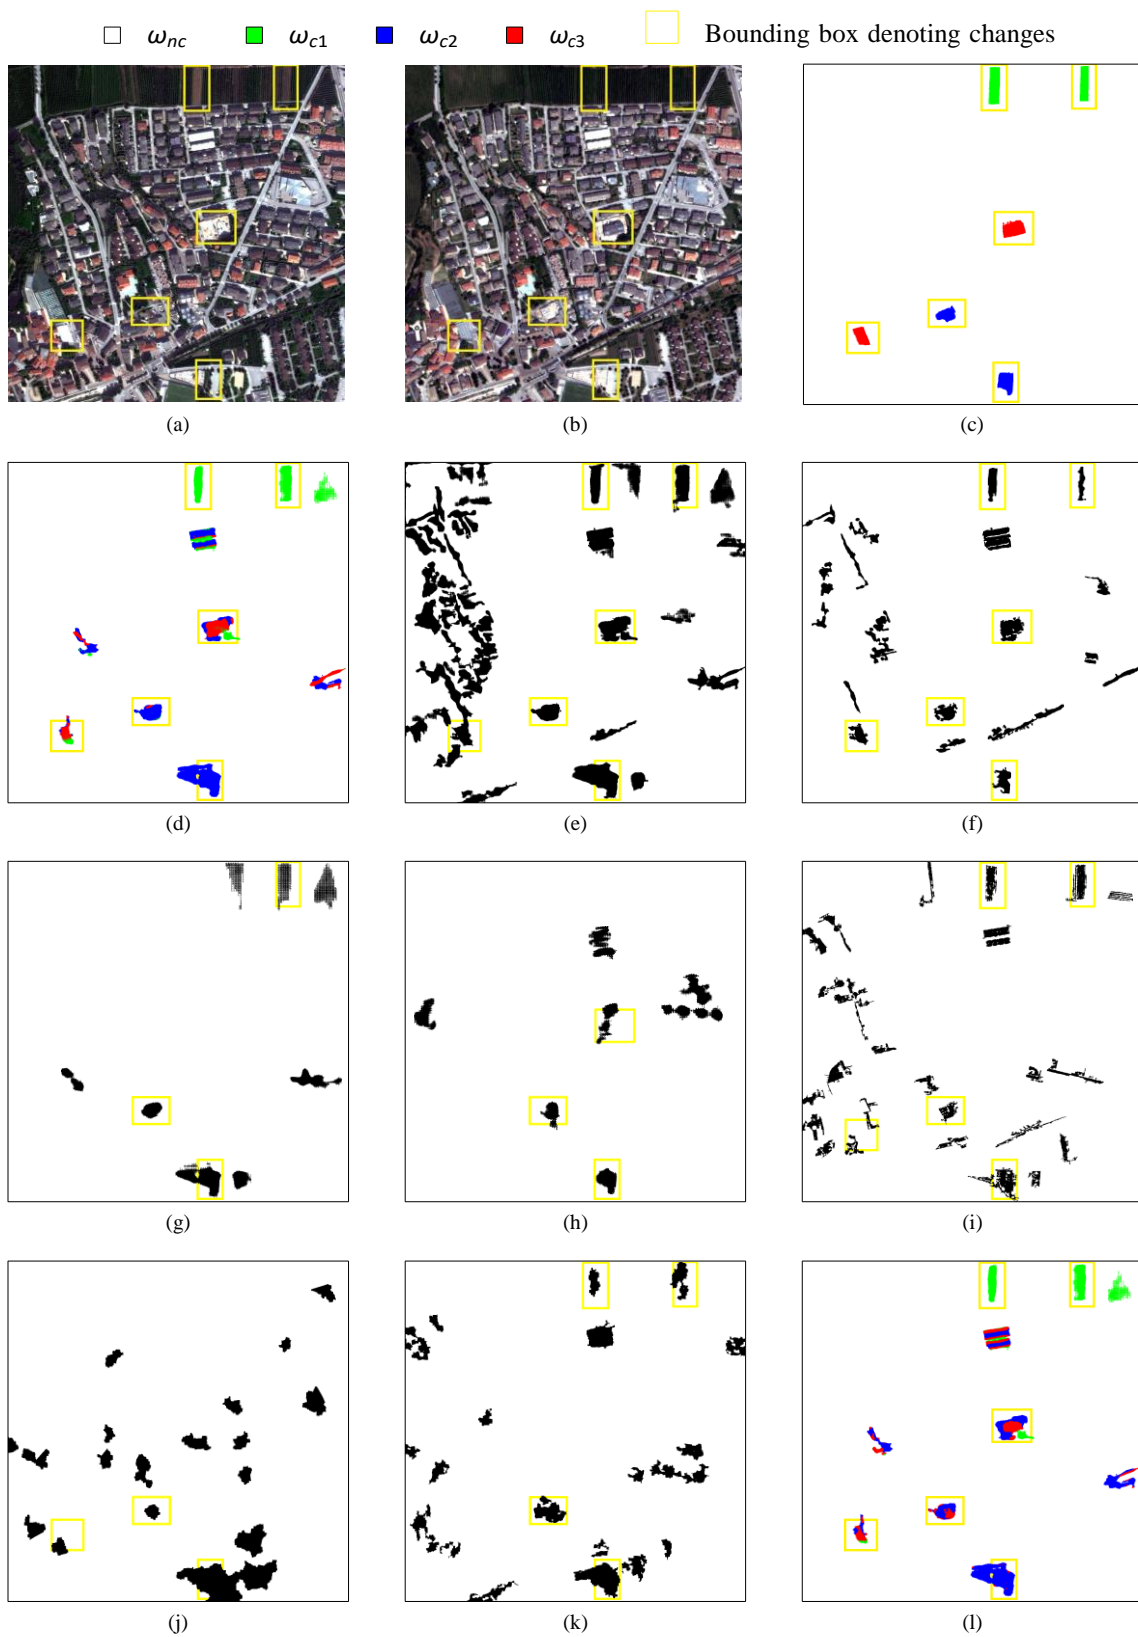 ω_nc ω_c1 ω_c2 ω_c3 Bounding box denoting changes
(a) (b) (c)
(d) (e) (f)
(g) (h) (i)
(j) (k) (l)